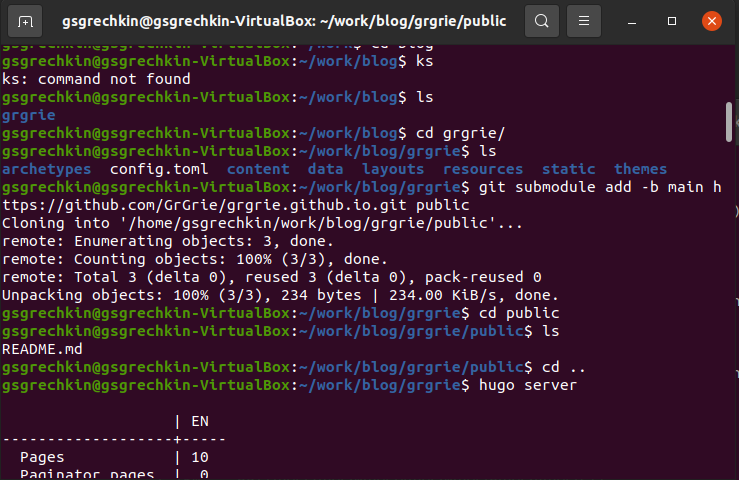 gsgrechkin@gsgrechkin-VirtualBox: ~/work/blog/grgrie/public
gsgrechkin@gsgrechkin-VirtualBox:~/work$ cd blog
gsgrechkin@gsgrechkin-VirtualBox:~/work/blog$ ks
ks: command not found
gsgrechkin@gsgrechkin-VirtualBox:~/work/blog$ ls
grgrie
gsgrechkin@gsgrechkin-VirtualBox:~/work/blog$ cd grgrie/
gsgrechkin@gsgrechkin-VirtualBox:~/work/blog/grgrie$ ls
archetypes  config.toml  content  data  layouts  resources  static  themes
gsgrechkin@gsgrechkin-VirtualBox:~/work/blog/grgrie$ git submodule add -b main h
ttps://github.com/GrGrie/grgrie.github.io.git public
Cloning into '/home/gsgrechkin/work/blog/grgrie/public'...
remote: Enumerating objects: 3, done.
remote: Counting objects: 100% (3/3), done.
remote: Total 3 (delta 0), reused 3 (delta 0), pack-reused 0
Unpacking objects: 100% (3/3), 234 bytes | 234.00 KiB/s, done.
gsgrechkin@gsgrechkin-VirtualBox:~/work/blog/grgrie$ cd public
gsgrechkin@gsgrechkin-VirtualBox:~/work/blog/grgrie/public$ ls
README.md
gsgrechkin@gsgrechkin-VirtualBox:~/work/blog/grgrie/public$ cd ..
gsgrechkin@gsgrechkin-VirtualBox:~/work/blog/grgrie$ hugo server
                   | EN
-------------------+-----
  Pages            | 10
  Paginator pages  |  0